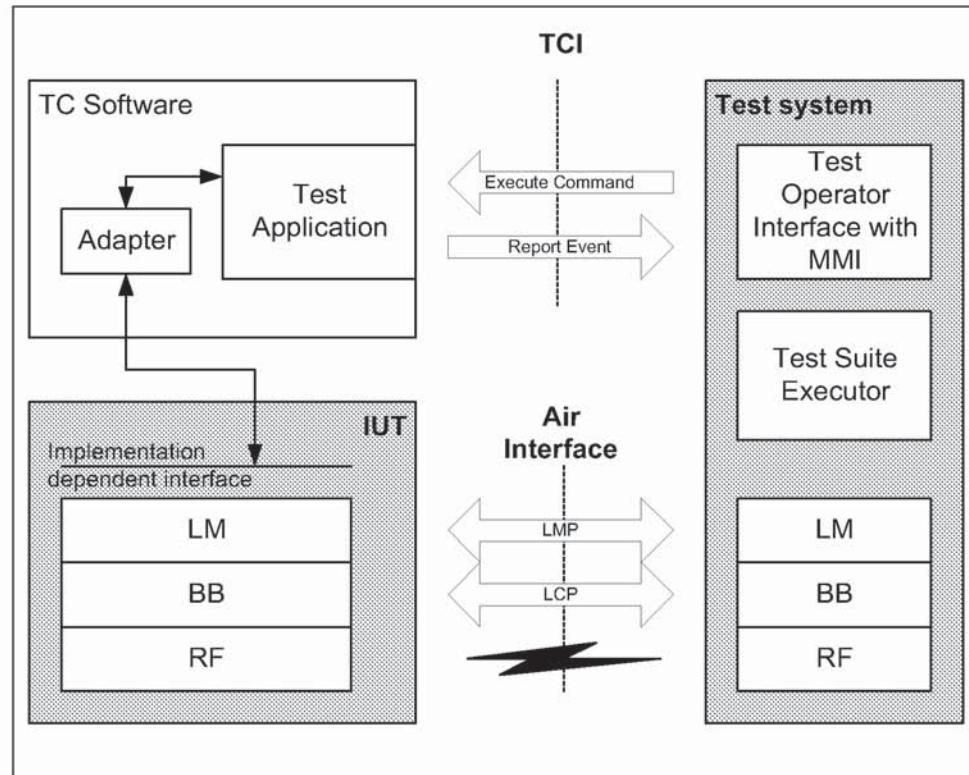 TCI
TC Software
Test
Application
Adapter
Execute Command
Report Event
Test system
Test
Operator
Interface with
MMI
Test Suite
Executor
IUT
Implementation
dependent interface
LM
BB
RF
Air
Interface
LMP
LCP
LM
BB
RF